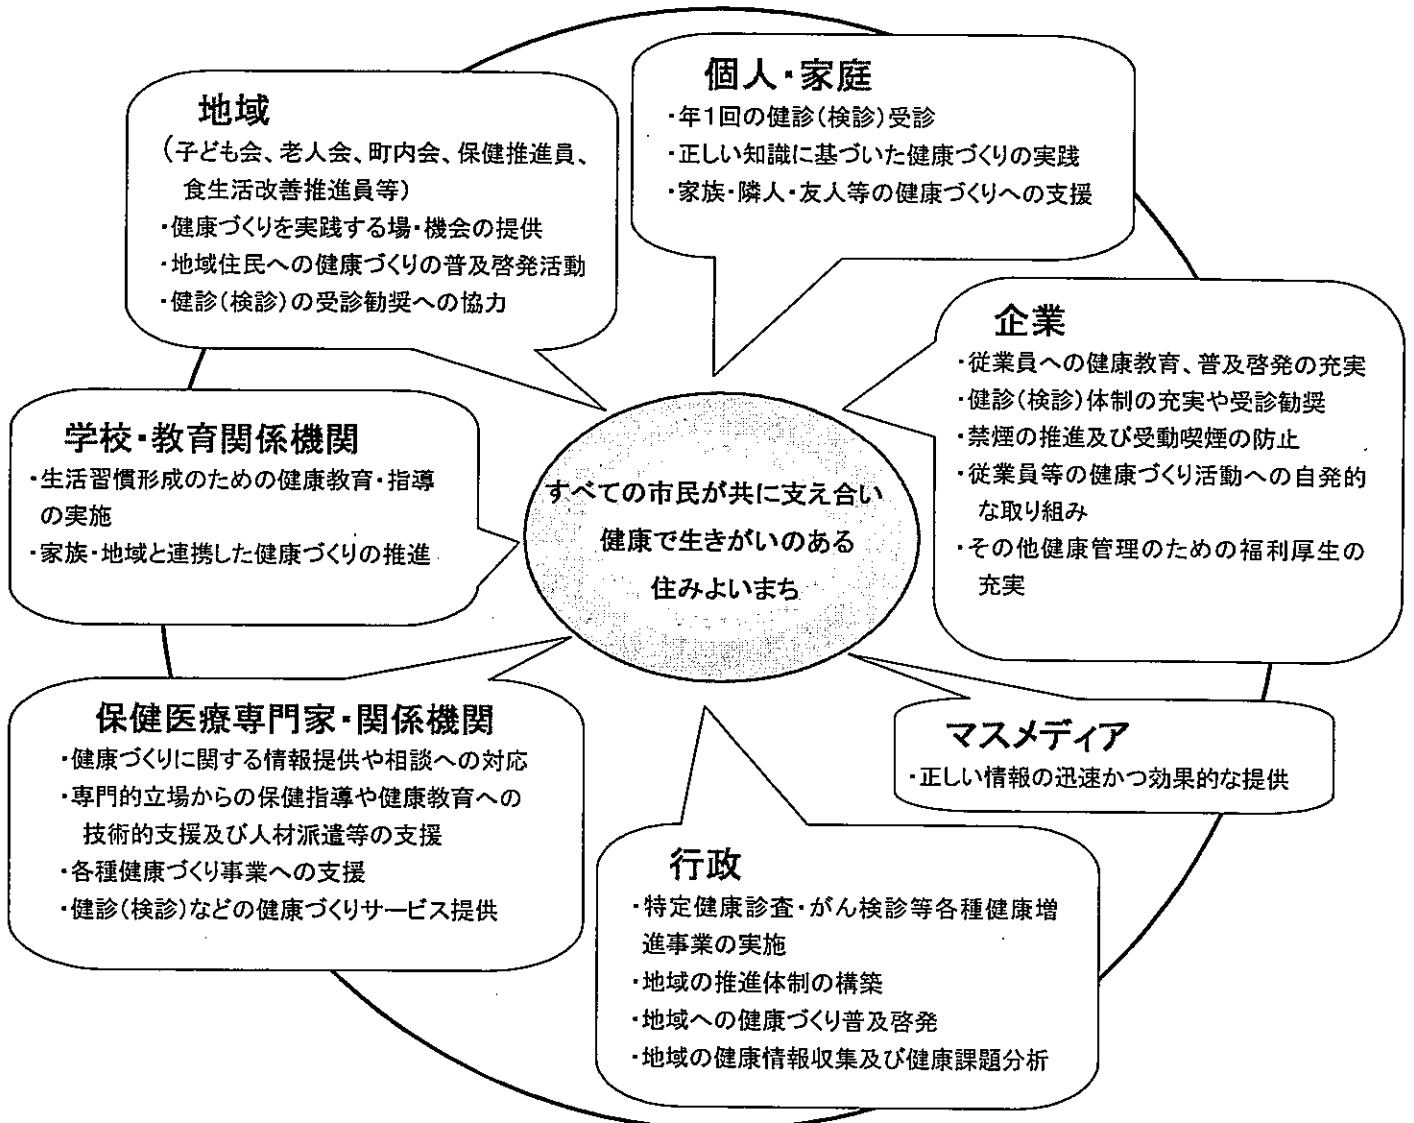 個人・家庭
・年1回の健診(検診)受診
・正しい知識に基づいた健康づくりの実践
・家族・隣人・友人等の健康づくりへの支援
地域
(子ども会、老人会、町内会、保健推進員、
食生活改善推進員等)
・健康づくりを実践する場・機会の提供
・地域住民への健康づくりの普及啓発活動
・健診(検診)の受診勧奨への協力
企業
・従業員への健康教育、普及啓発の充実
・健診(検診)体制の充実や受診勧奨
・禁煙の推進及び受動喫煙の防止
・従業員等の健康づくり活動への自発的
な取り組み
・その他健康管理のための福利厚生の
充実
学校・教育関係機関
・生活習慣形成のための健康教育・指導
の実施
・家族・地域と連携した健康づくりの推進
すべての市民が共に支え合い
健康で生きがいのある
住みよいまち
保健医療専門家・関係機関
・健康づくりに関する情報提供や相談への対応
・専門的立場からの保健指導や健康教育への
技術的支援及び人材派遣等の支援
・各種健康づくり事業への支援
・健診(検診)などの健康づくりサービス提供
マスメディア
・正しい情報の迅速かつ効果的な提供
行政
・特定健康診査・がん検診等各種健康増
進事業の実施
・地域の推進体制の構築
・地域への健康づくり普及啓発
・地域の健康情報収集及び健康課題分析